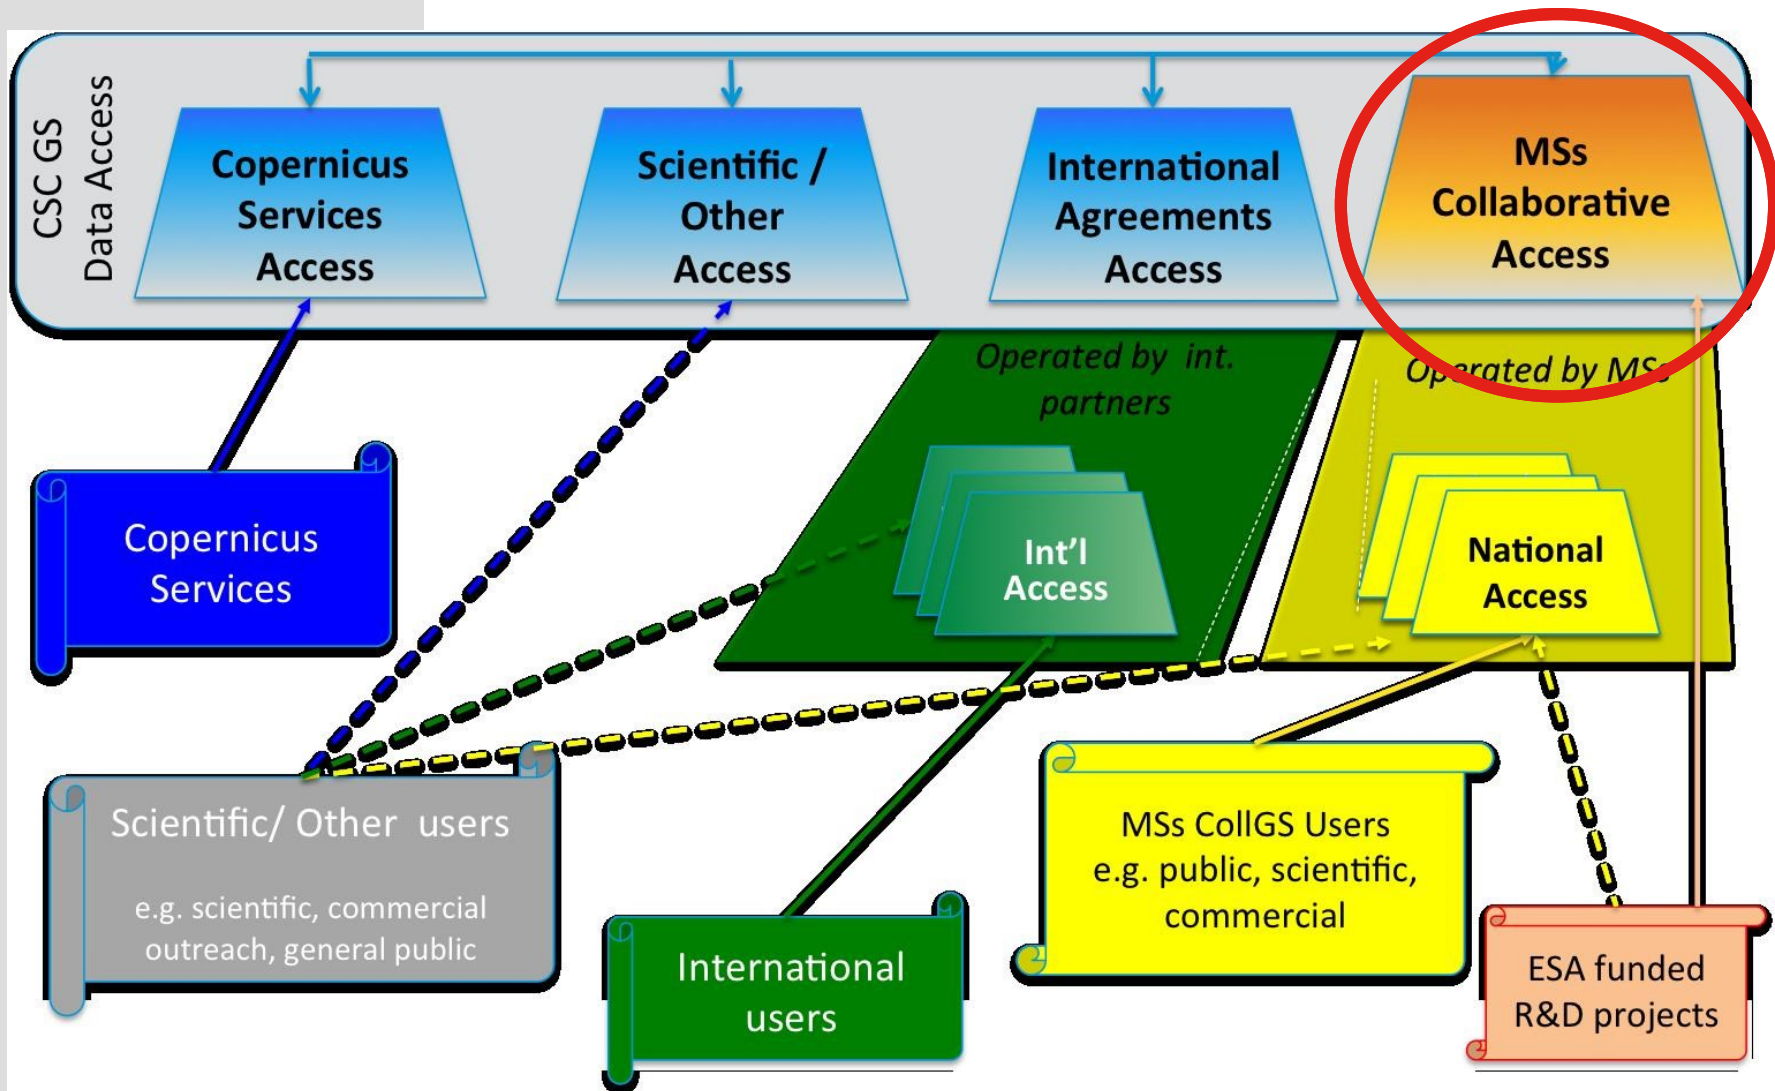 CSC GS
Data Access
Copernicus
Services
Access
Scientific /
Other
Access
International
Agreements
Access
MSs
Collaborative
Access
Operated by int.
partners
Operated by MSs
Int'l
Access
National
Access
Copernicus
Services
Scientific/ Other users
e.g. scientific, commercial
outreach, general public
International
users
MSs CollGS Users
e.g. public, scientific,
commercial
ESA funded
R&D projects